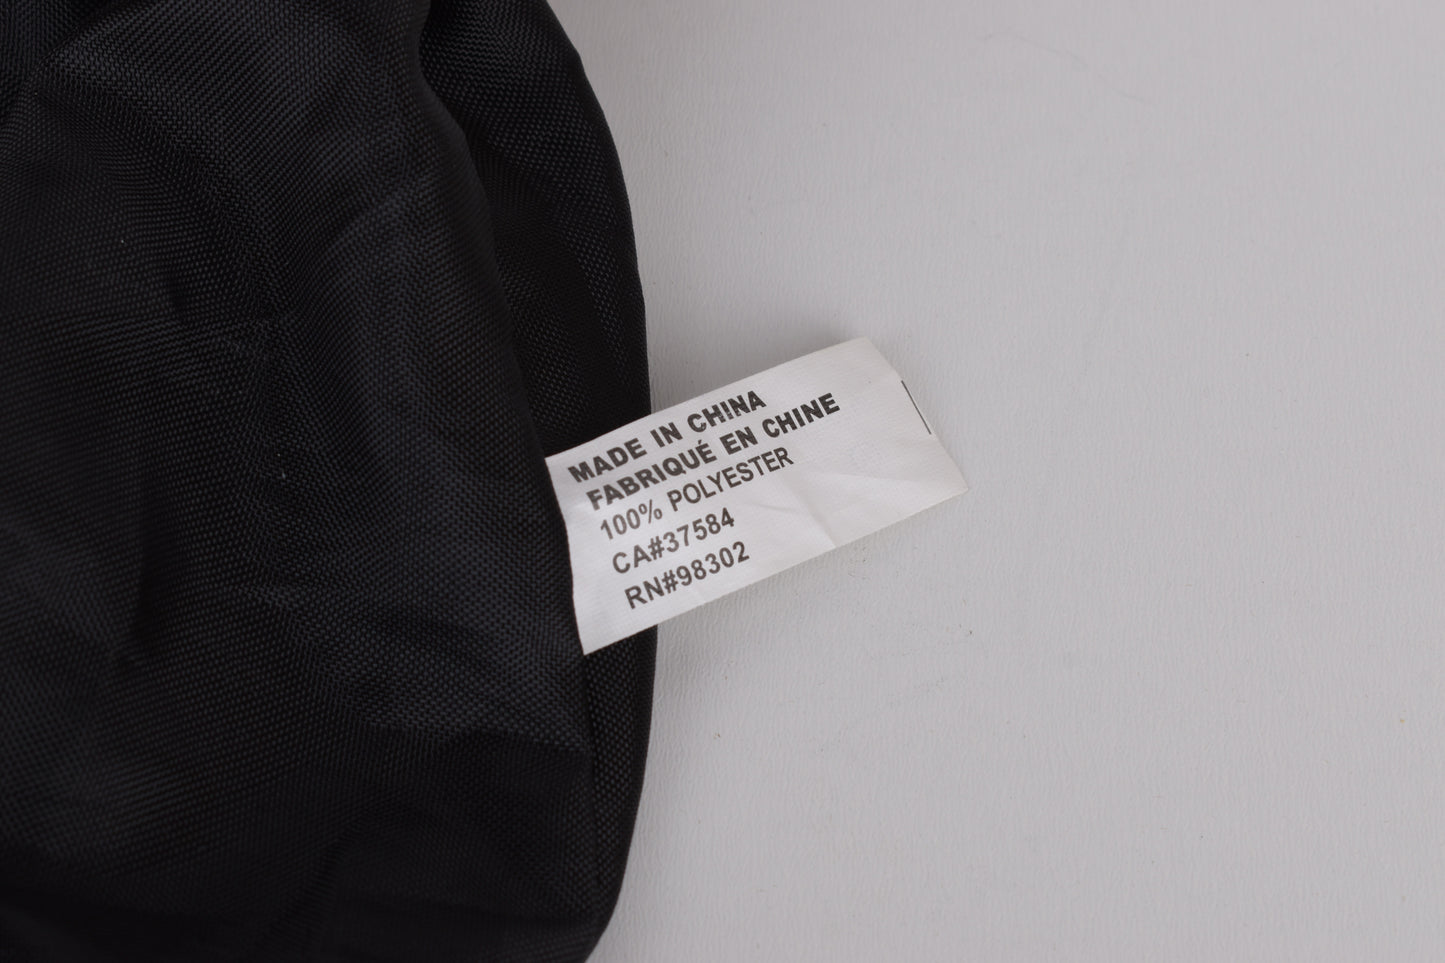 MADE IN CHINA
FABRIQUÉ EN CHINE
100% POLYESTER
CA#37584
RN#98302